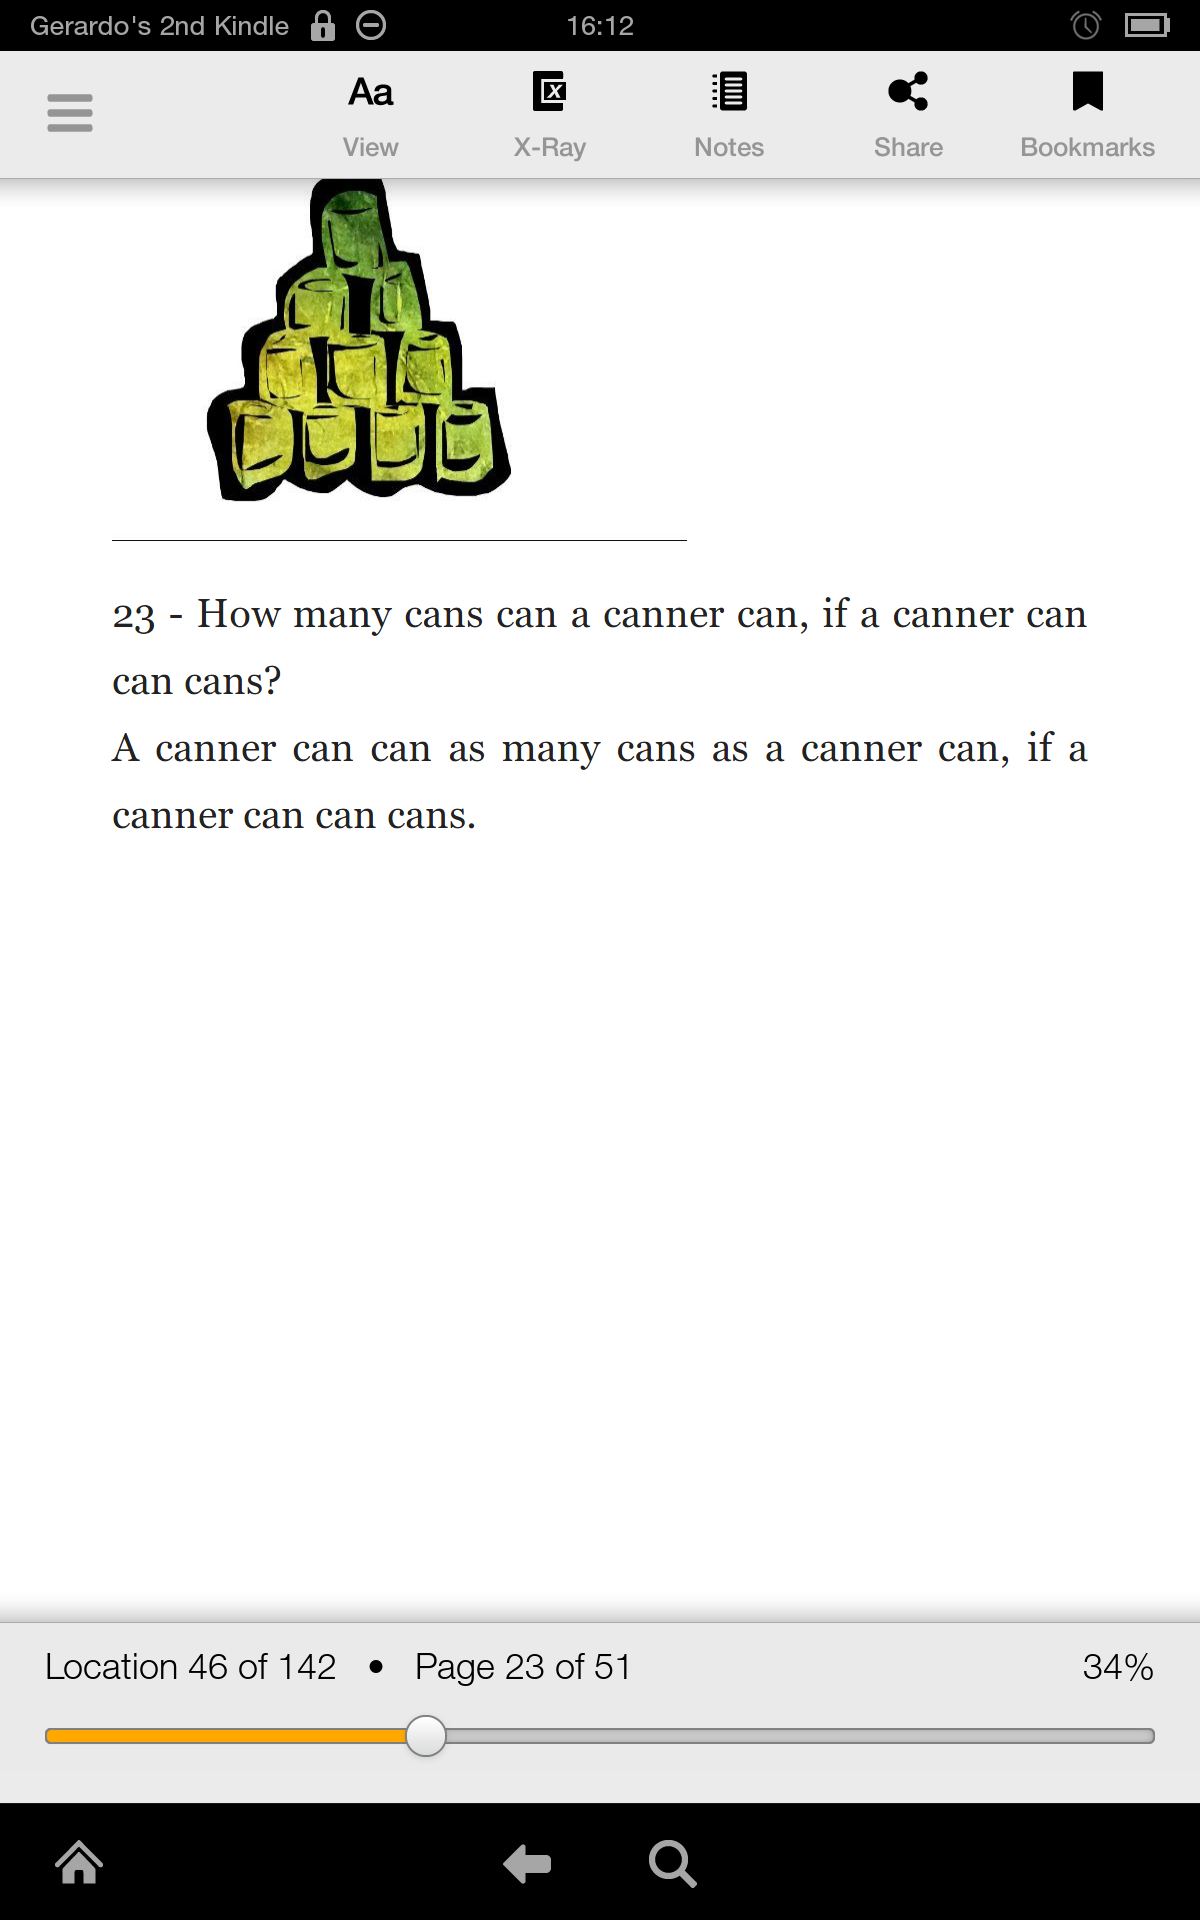 Gerardo's 2nd Kindle 16:12
Aa
View X-Ray Notes Share Bookmarks
23 - How many cans can a canner can, if a canner can
can cans?
A canner can can as many cans as a canner can, if a
canner can can cans.
Location 46 of 142 • Page 23 of 51 34%